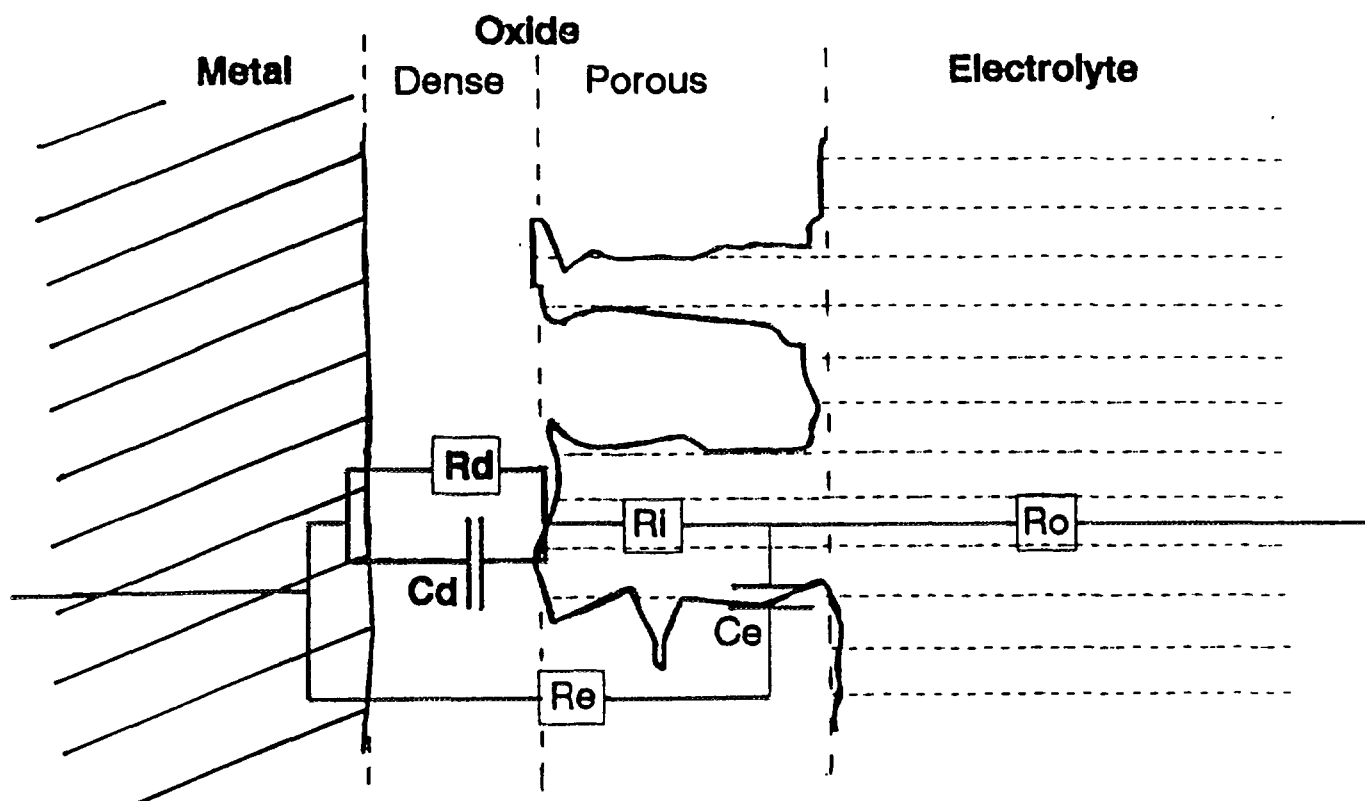 Oxide
Metal
Dense
Porous
Electrolyte
Rd
Ri
Ro
Cd
Ce
Re